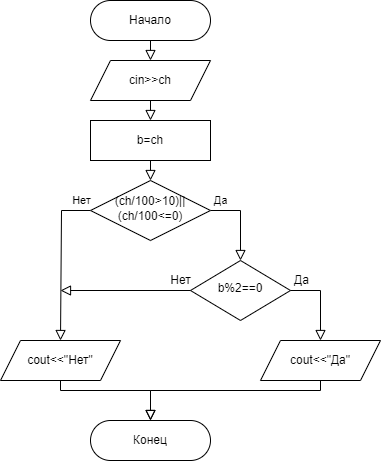 Начало
cin>>ch
b=ch
Нет
(ch/100>10)||
(ch/100<=0)
Да
Нет
b%2==0
Да
cout<<"Нет"
cout<<"Да"
Конец